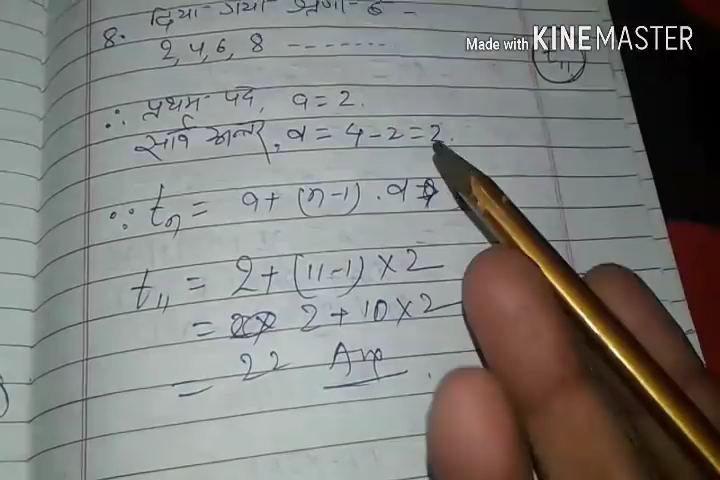 Made with KINEMASTER
8. दिया गया श्रेणी है -
2, 4, 6, 8 -------
t₁₁
∴ प्रथम पद, a = 2.
सार्व अन्तर, d = 4 - 2 = 2.
∵ tₙ = a + (n-1) . d
t₁₁ = 2 + (11-1) × 2
= 2 + 10 × 2
= 22 Ans